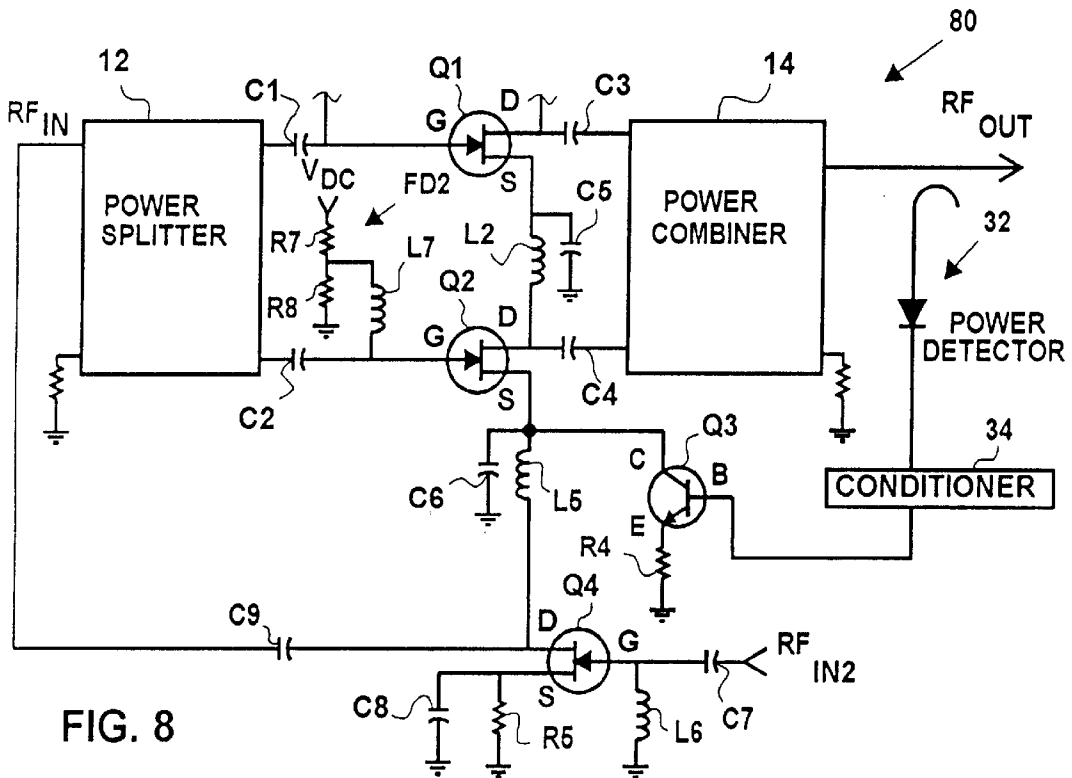 80
12
14
RF IN
C1
Q1
D
C3
RF OUT
G
S
VDC
FD2
POWER
SPLITTER
R7
L7
L2
C5
POWER
COMBINER
32
R8
Q2
D
G
S
POWER
DETECTOR
C2
C4
Q3
34
C6
L5
C
B
E
CONDITIONER
R4
Q4
C9
D
G
RF IN2
S
C8
R5
L6
C7
FIG. 8